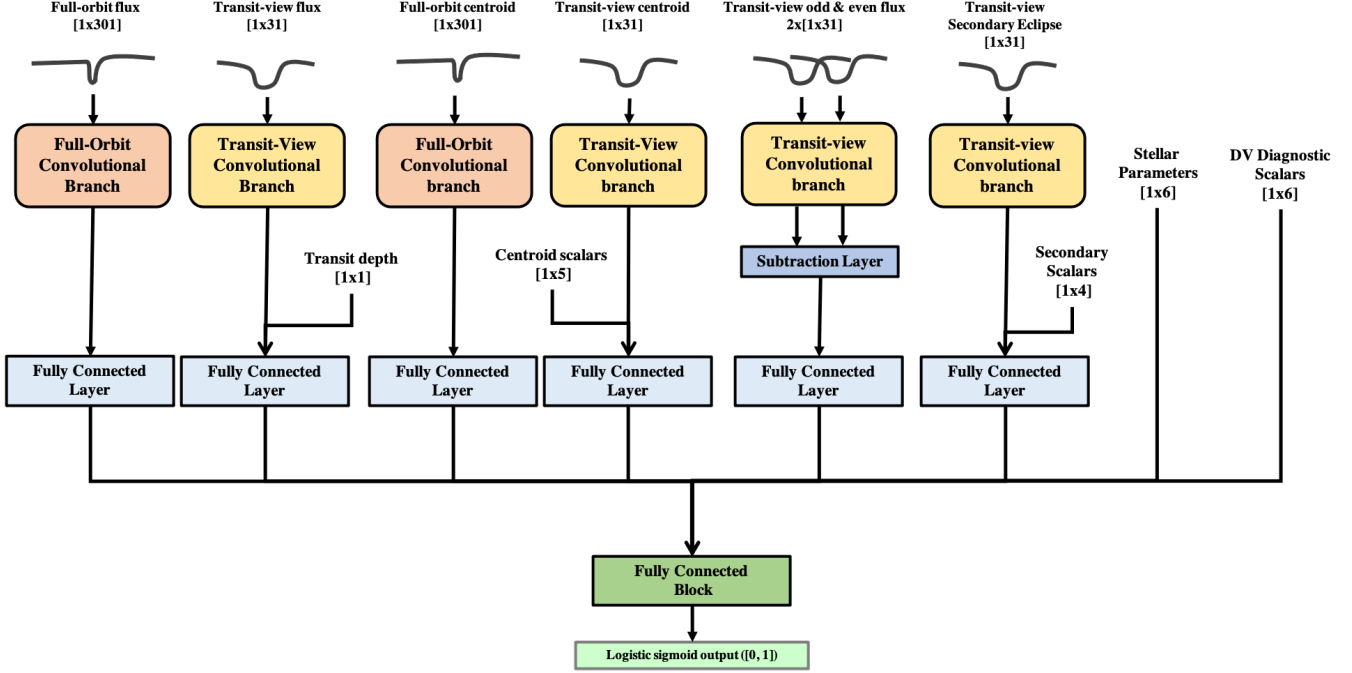 Full-orbit flux
[1x301]
Transit-view flux
[1x31]
Full-orbit centroid
[1x301]
Transit-view centroid
[1x31]
Transit-view odd & even flux
2x[1x31]
Transit-view
Secondary Eclipse
[1x31]
Full-Orbit
Convolutional
Branch
Transit-View
Convolutional
Branch
Full-Orbit
Convolutional
branch
Transit-View
Convolutional
branch
Transit-view
Convolutional
branch
Transit-view
Convolutional
branch
Stellar
Parameters
[1x6]
DV Diagnostic
Scalars
[1x6]
Transit depth
[1x1]
Centroid scalars
[1x5]
Subtraction Layer
Secondary
Scalars
[1x4]
Fully Connected
Layer
Fully Connected
Layer
Fully Connected
Layer
Fully Connected
Layer
Fully Connected
Layer
Fully Connected
Layer
Fully Connected
Block
Logistic sigmoid output ([0, 1])